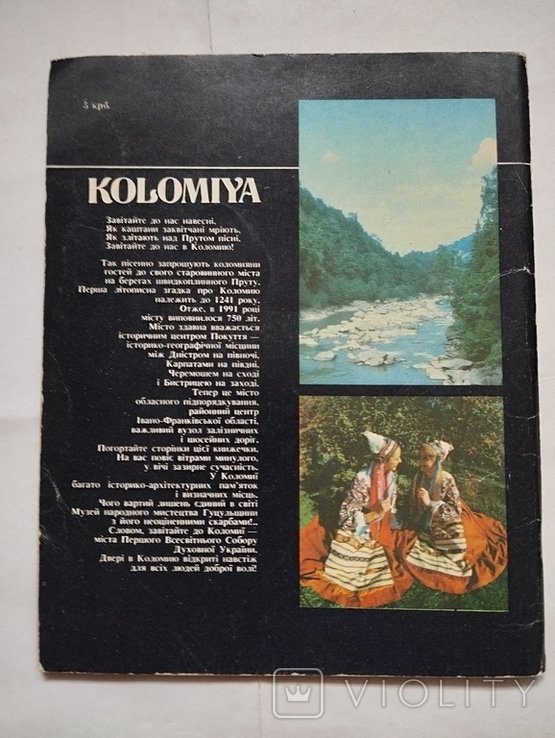 3 крб.
KOLOMIYA
Завітайте до нас навесні.
Як каштани заквітчані мріють.
Як злітають над Прутом пісні.
Завітайте до нас в Коломию!
Так пісенно запрошують коломияни
гостей до свого старовинного міста
на берегах швидкоплинного Пруту.
Перша літописна згадка про Коломию
належить до 1241 року.
Отже, в 1991 році
місту виповнилося 750 літ.
Місто здавна вважається
історичним центром Покуття —
історико-географічної місцини
між Дністром на півночі,
Карпатами на півдні,
Черемошем на сході
і Бистрицею на заході.
Тепер це місто
обласного підпорядкування,
районний центр
Івано-Франківської області,
важливий вузол залізничних
і шосейних доріг.
Погортайте сторінки цієї книжечки.
На вас повіє вітрами минулого,
у вічі зазирне сучасність.
У Коломиї
багато історико-архітектурних пам'яток
і визначних місць.
Чого вартий лишень єдиний в світі
Музей народного мистецтва Гуцульщини
з його неоціненними скарбами!..
Словом, завітайте до Коломиї —
міста Першого Всесвітнього Собору
Духовної України.
Двері в Коломию відкриті навстіж
для всіх людей доброї волі!
VIOLITY